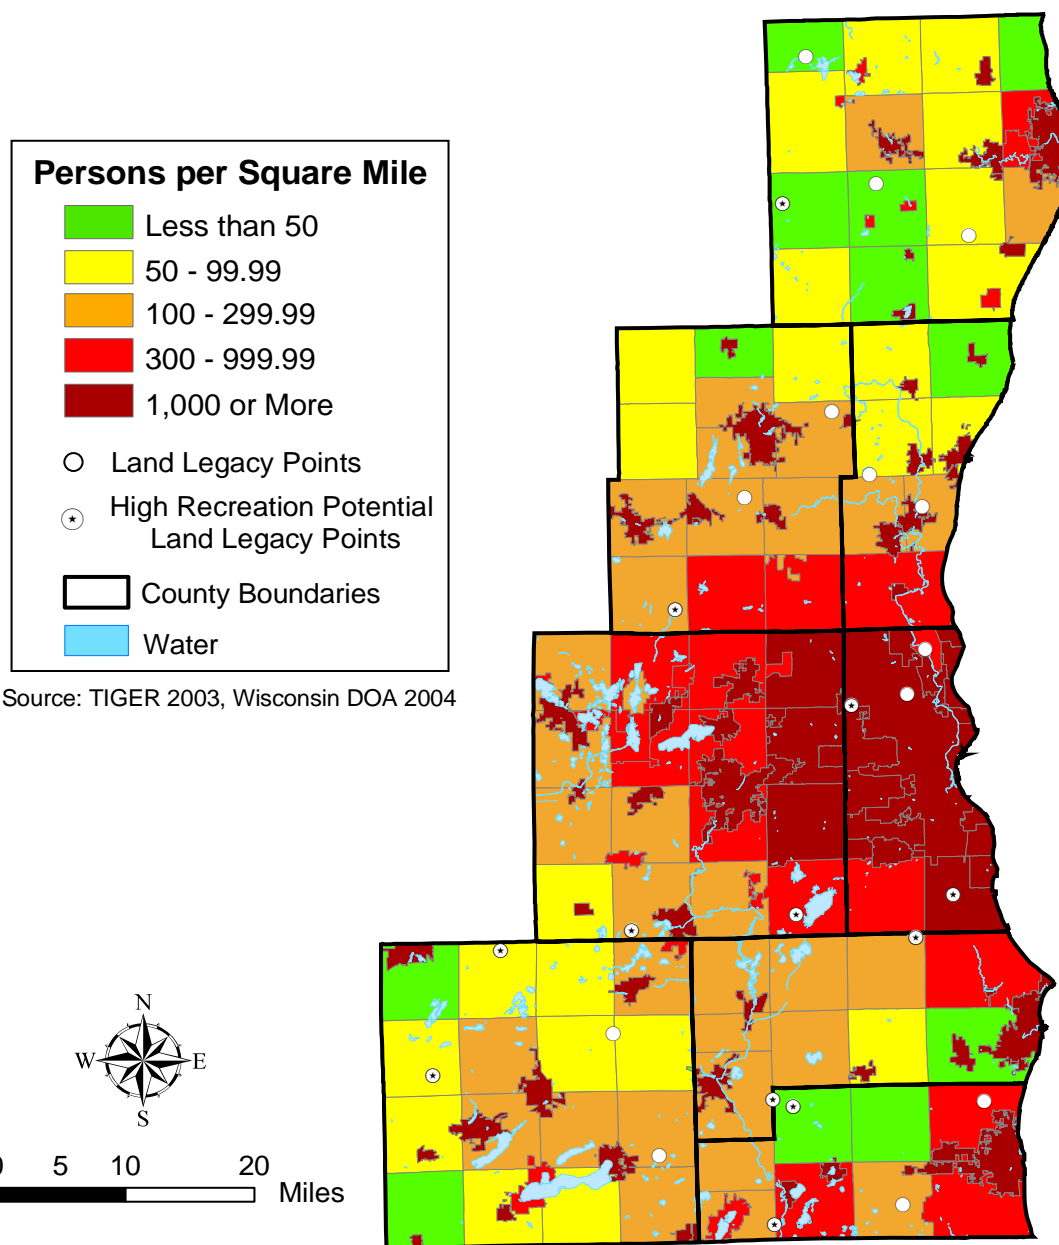 Persons per Square Mile
Less than 50
50 - 99.99
100 - 299.99
300 - 999.99
1,000 or More
Land Legacy Points
High Recreation Potential
Land Legacy Points
County Boundaries
Water
Source: TIGER 2003, Wisconsin DOA 2004
N
W E
S
0 5 10 20
Miles